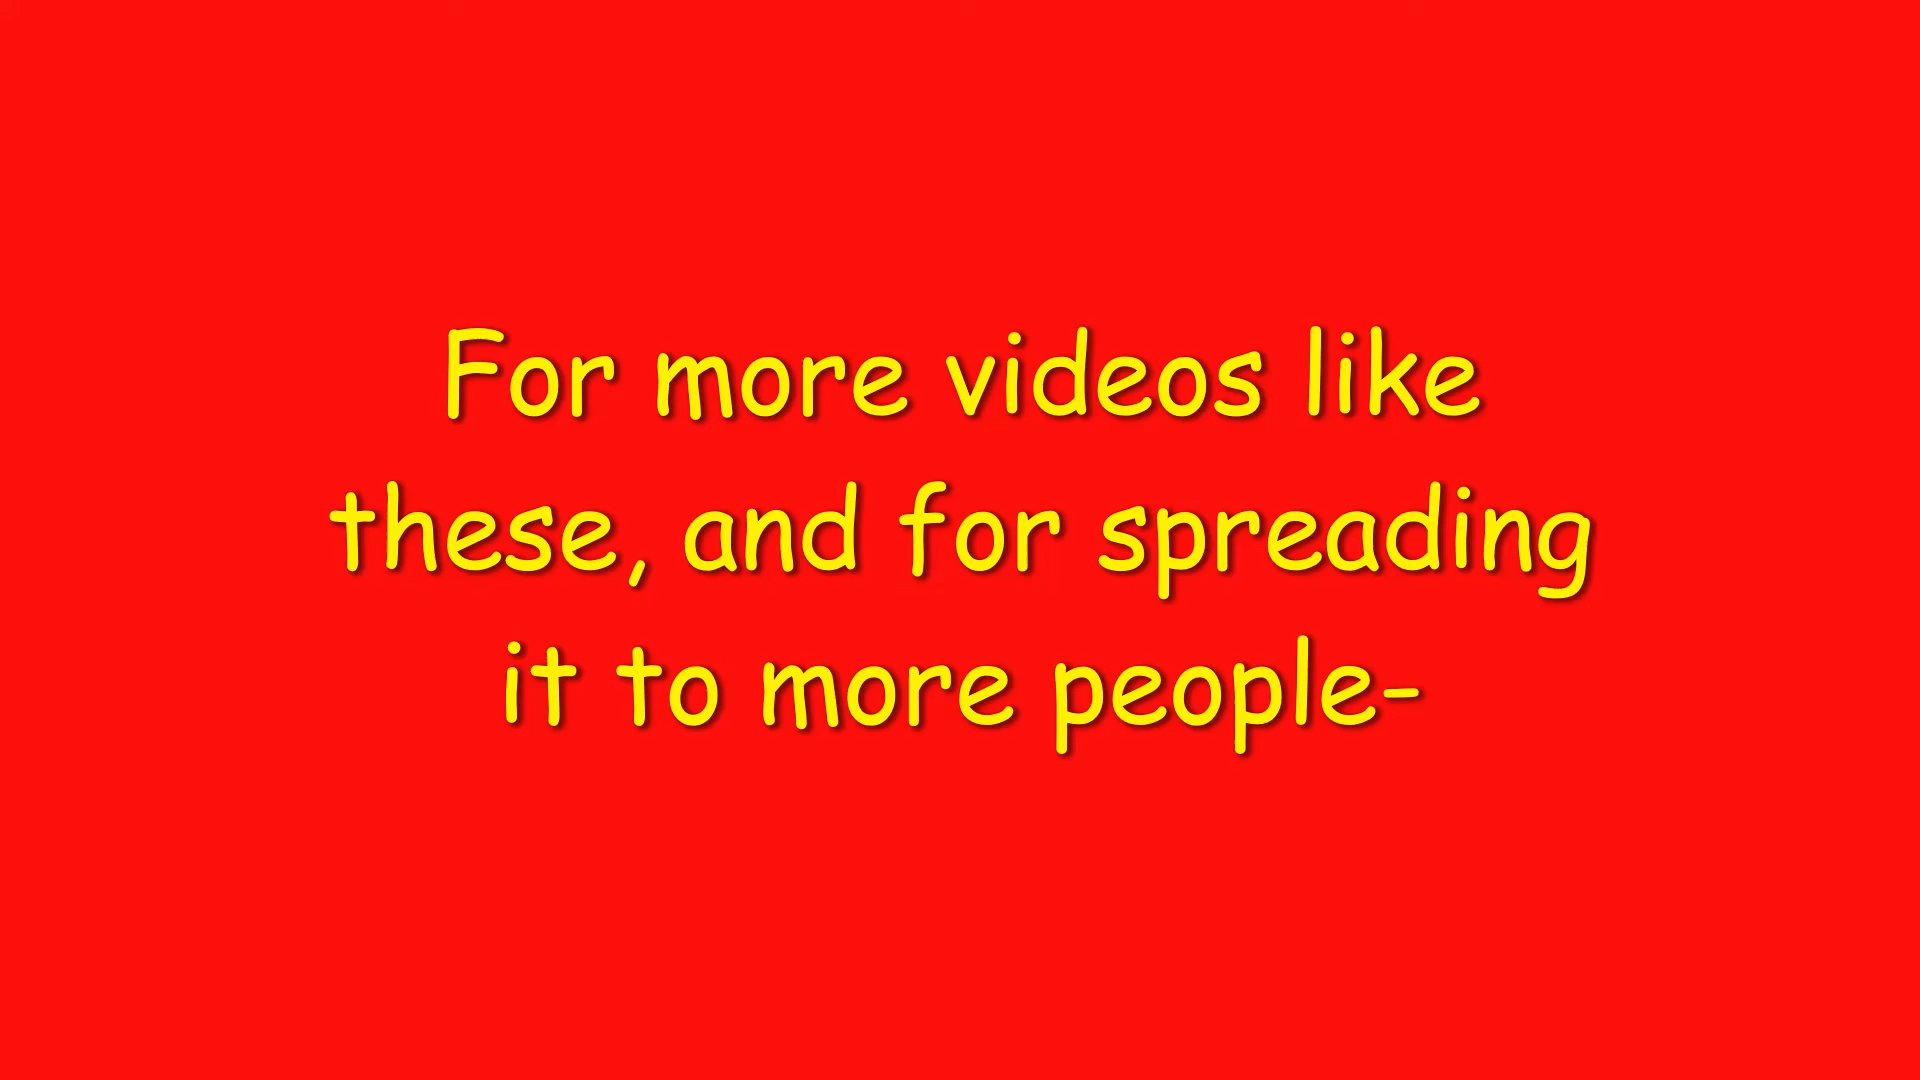 For more videos like
these, and for spreading
it to more people-